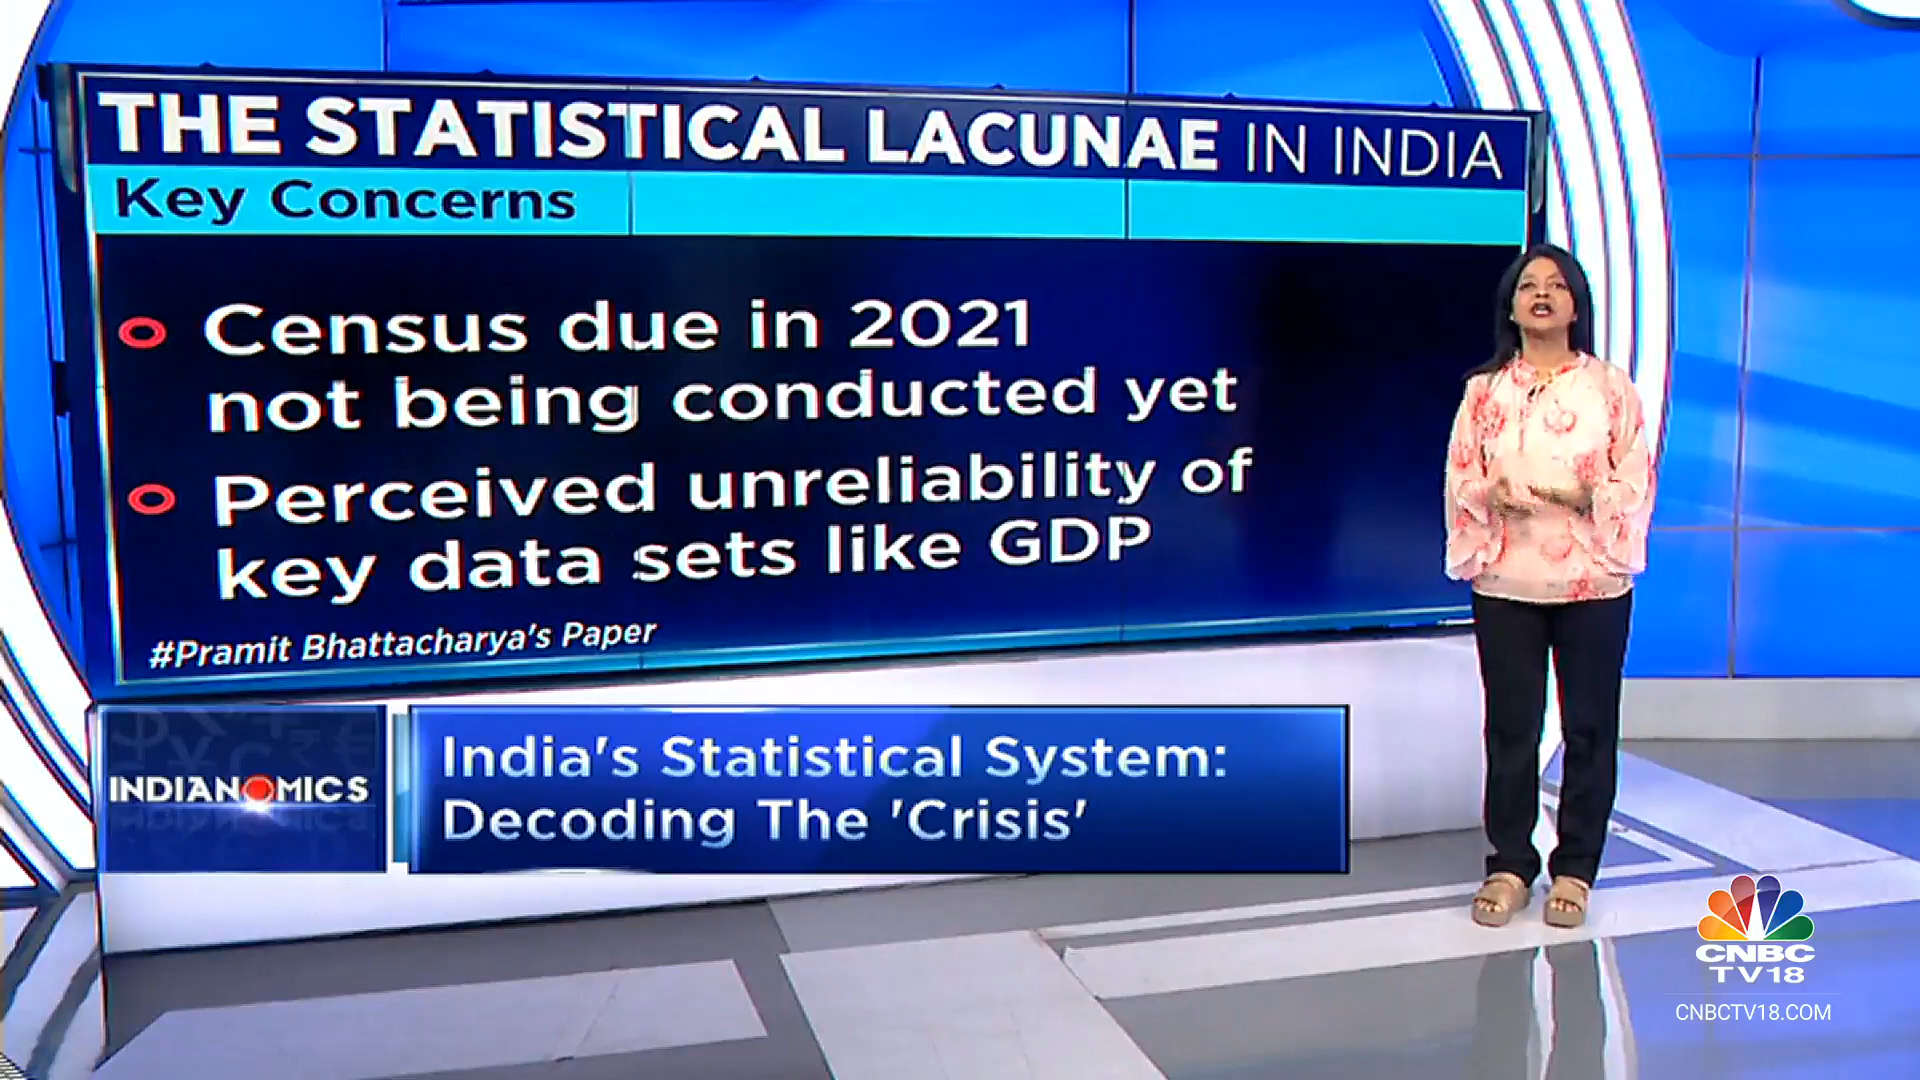 THE STATISTICAL LACUNAE IN INDIA
Key Concerns
Census due in 2021
not being conducted yet
Perceived unreliability of
key data sets like GDP
#Pramit Bhattacharya's Paper
INDIANOMICS
India's Statistical System:
Decoding The 'Crisis'
CNBC
TV18
CNBCTV18.COM